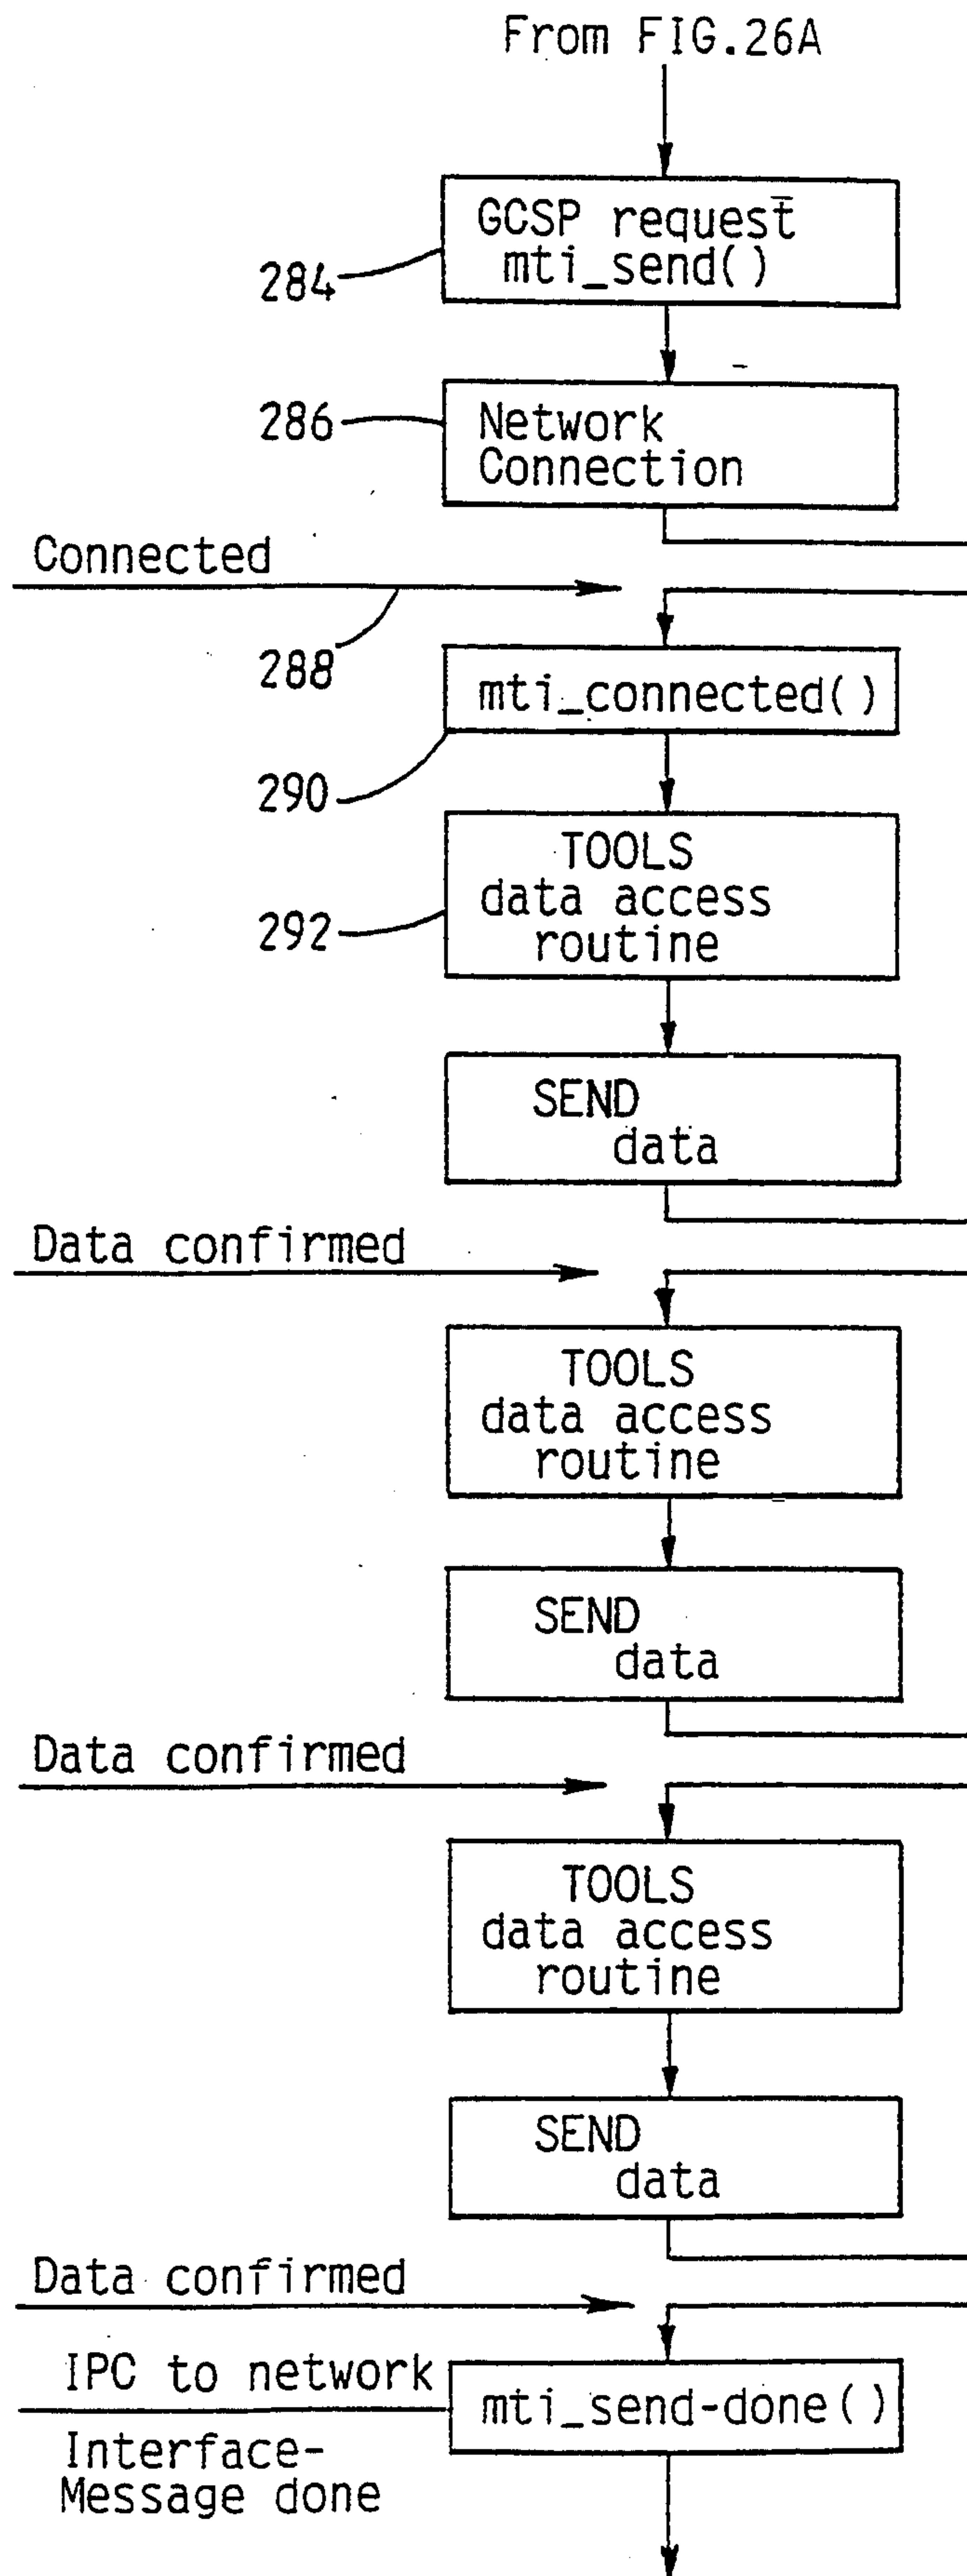 From FIG.26A
GCSP request
mti_send()
284
286
Network
Connection
Connected
288
mti_connected()
290
TOOLS
data access
routine
292
SEND
data
Data confirmed
TOOLS
data access
routine
SEND
data
Data confirmed
TOOLS
data access
routine
SEND
data
Data confirmed
IPC to network
mti_send-done()
Interface-
Message done